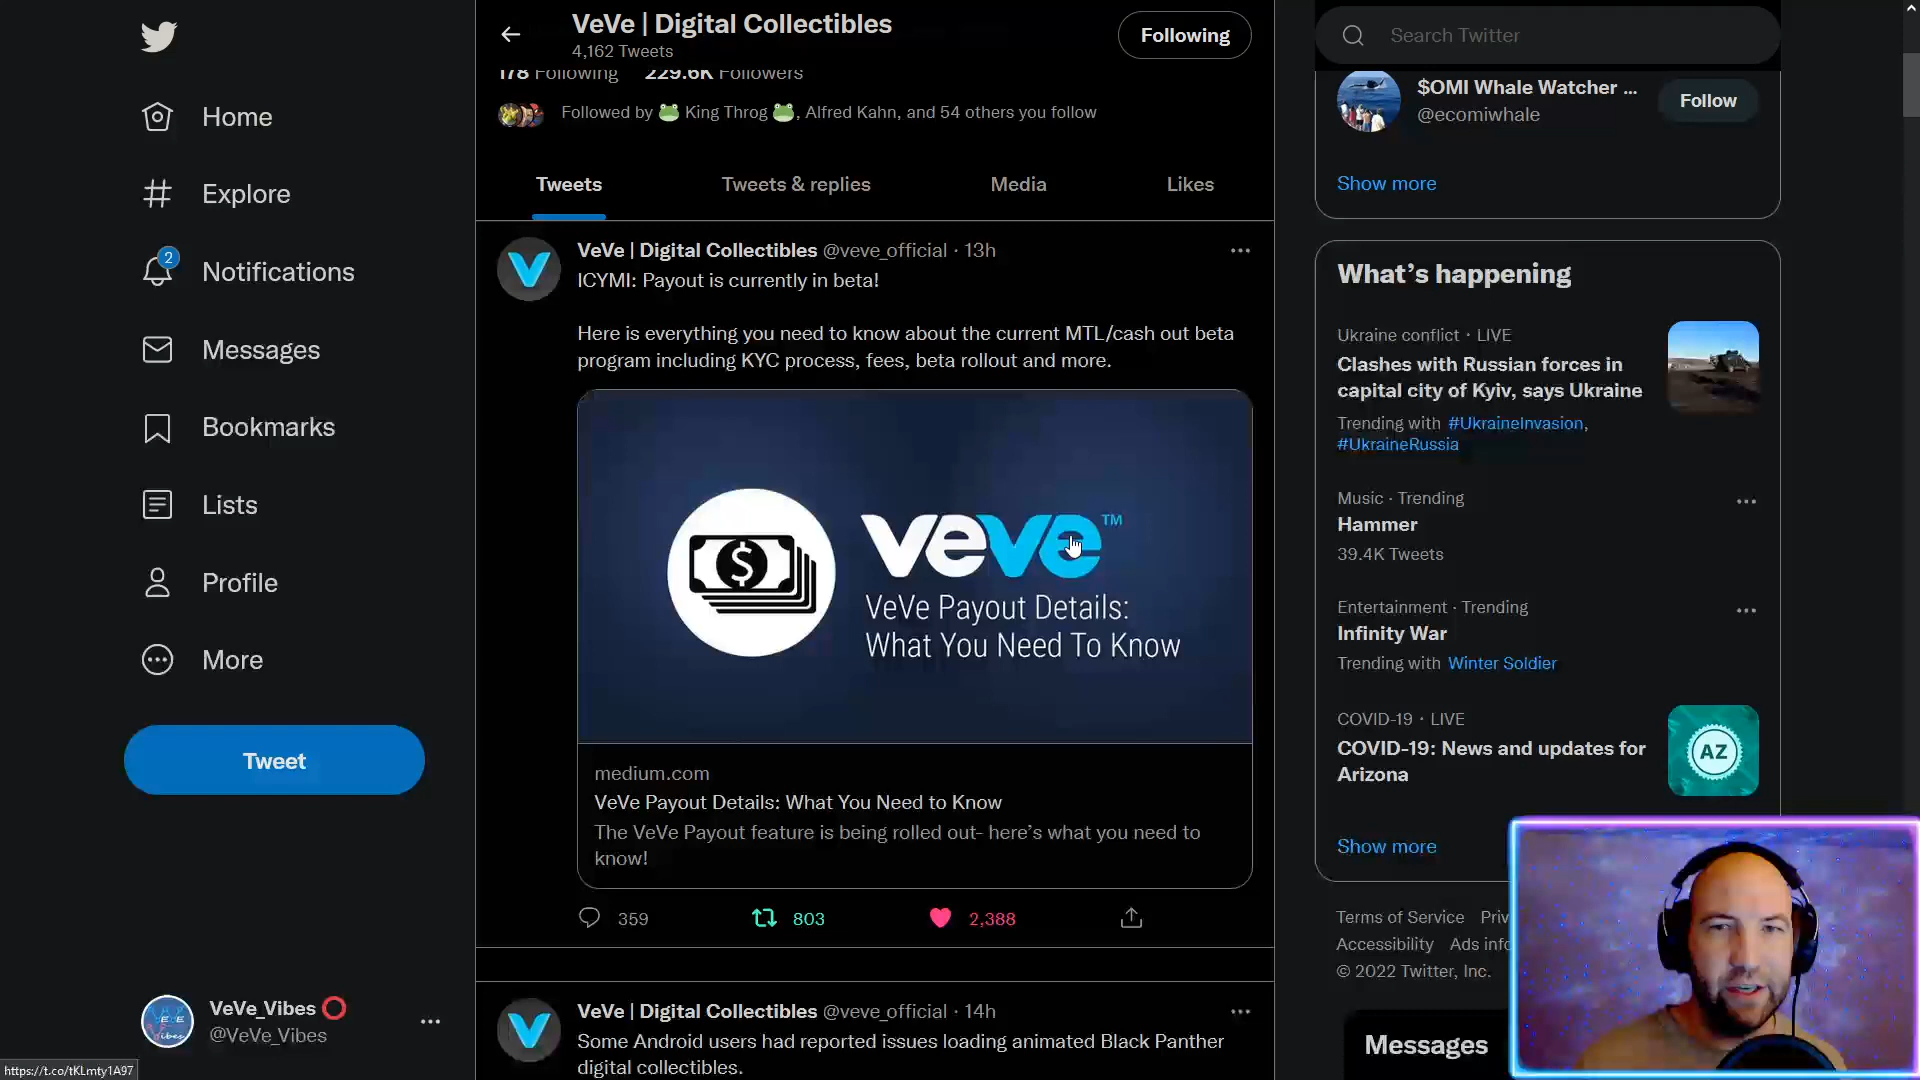 VeVe | Digital Collectibles
4,162 Tweets
Following
Search Twitter
178 Following 229.6K Followers
Followed by 🐸 King Throg 🐸, Alfred Kahn, and 54 others you follow
Tweets
Tweets & replies
Media
Likes
Home
Explore
2
Notifications
Messages
Bookmarks
Lists
Profile
More
Tweet
VeVe_Vibes ⭕
@VeVe_Vibes
https://t.co/tKLmty1A97
VeVe | Digital Collectibles @veve_official · 13h
ICYMI: Payout is currently in beta!
Here is everything you need to know about the current MTL/cash out beta
program including KYC process, fees, beta rollout and more.
$
veve™
VeVe Payout Details:
What You Need To Know
medium.com
VeVe Payout Details: What You Need to Know
The VeVe Payout feature is being rolled out- here's what you need to
know!
359
803
2,388
VeVe | Digital Collectibles @veve_official · 14h
Some Android users had reported issues loading animated Black Panther
digital collectibles.
$OMI Whale Watcher ...
@ecomiwhale
Follow
Show more
What's happening
Ukraine conflict · LIVE
Clashes with Russian forces in
capital city of Kyiv, says Ukraine
Trending with #UkraineInvasion,
#UkraineRussia
Music · Trending
Hammer
39.4K Tweets
Entertainment · Trending
Infinity War
Trending with Winter Soldier
COVID-19 · LIVE
COVID-19: News and updates for
Arizona
AZ
Show more
Terms of Service Priv
Accessibility Ads info
© 2022 Twitter, Inc.
Messages